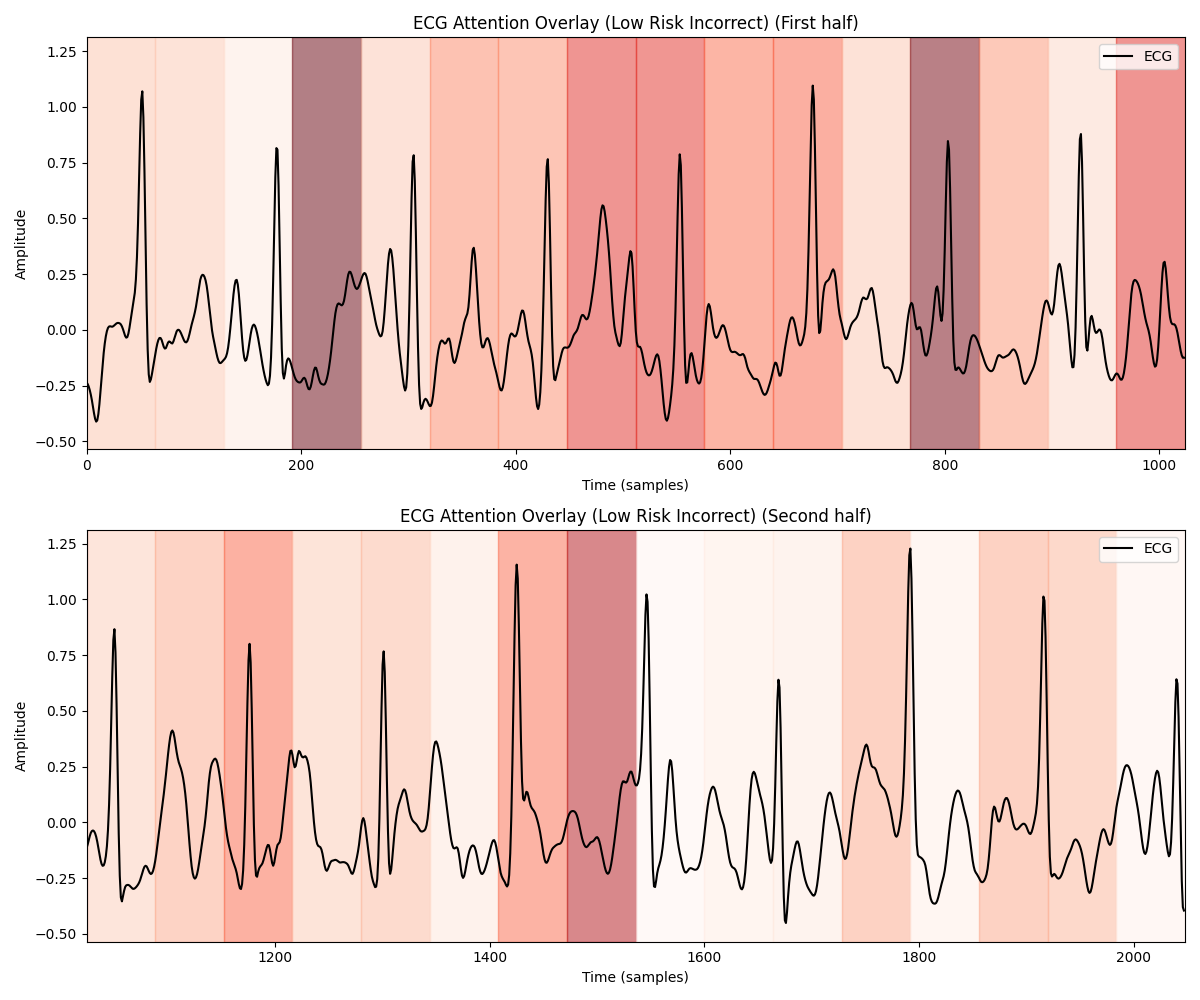 ECG Attention Overlay (Low Risk Incorrect) (First half)
ECG
1.25
1.00
0.75
0.50
0.25
0.00
−0.25
−0.50
Amplitude
0 200 400 600 800 1000
Time (samples)
ECG Attention Overlay (Low Risk Incorrect) (Second half)
ECG
1.25
1.00
0.75
0.50
0.25
0.00
−0.25
−0.50
Amplitude
1200 1400 1600 1800 2000
Time (samples)